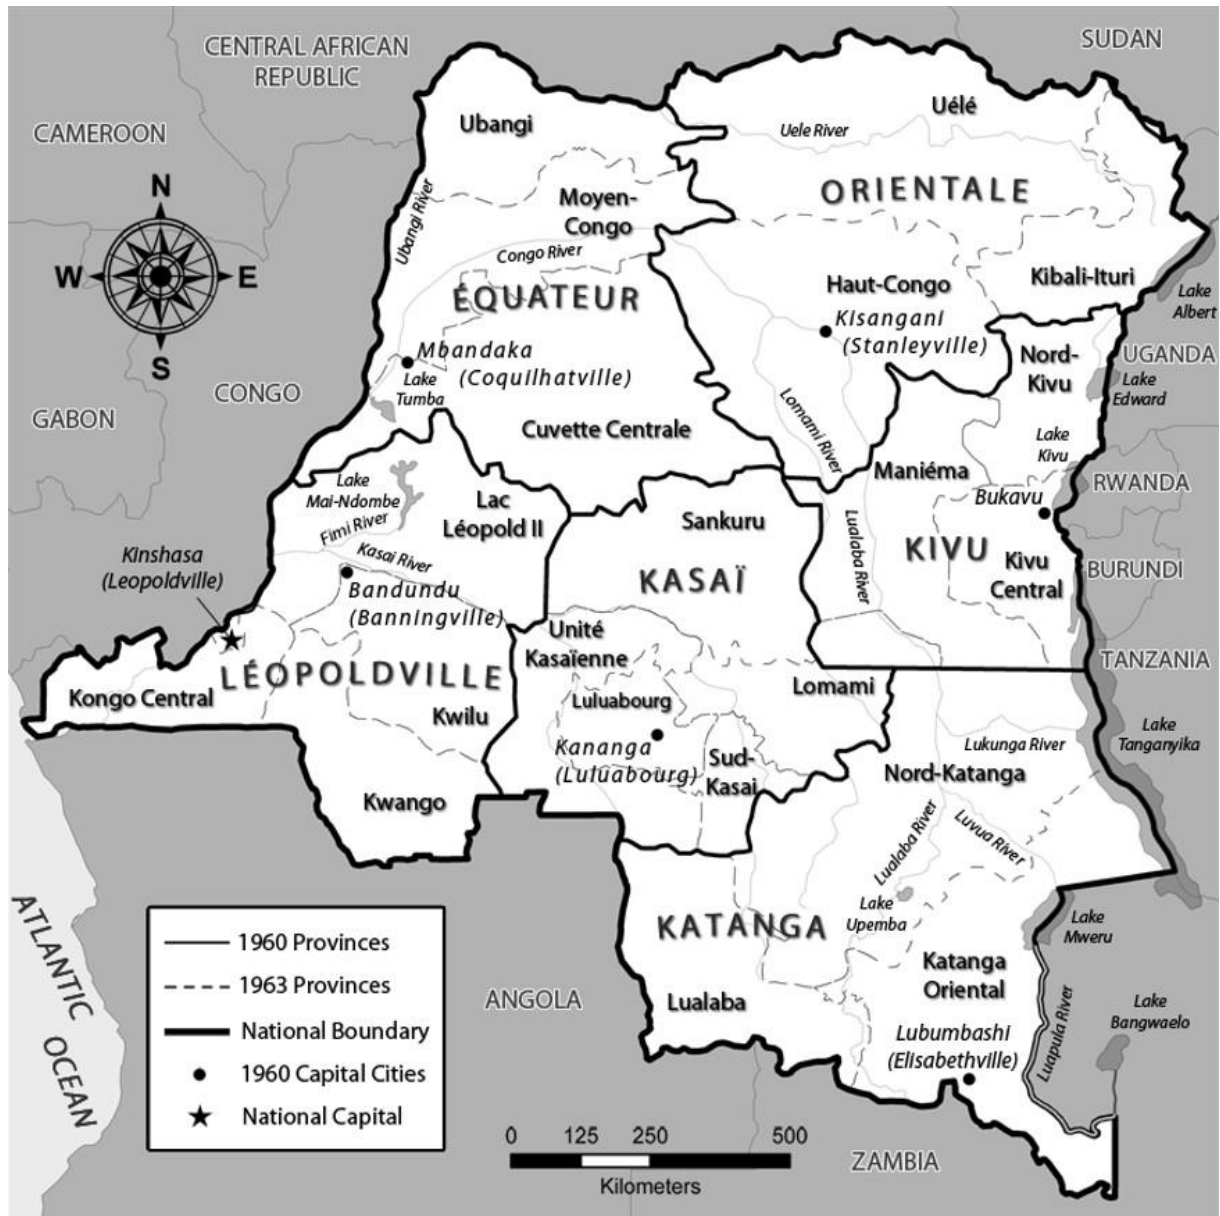 CENTRAL AFRICAN
REPUBLIC
SUDAN
CAMEROON
Ubangi
Uélé
Uele River
N
W
E
S
Ubangi River
Moyen-
Congo
ORIENTALE
Congo River
ÉQUATEUR
Haut-Congo
Kibali-Ituri
Lake
Albert
Kisangani
(Stanleyville)
Mbandaka
(Coquilhatville)
Lake
Tumba
Nord-
Kivu
UGANDA
Lake
Edward
CONGO
GABON
Cuvette Centrale
Lomami River
Maniéma
Lake
Kivu
RWANDA
Bukavu
Lake
Mai-Ndombe
Fimi River
Lac
Léopold II
Sankuru
Lualaba River
KIVU
Kivu
Central
BURUNDI
Kinshasa
(Leopoldville)
Kasai River
Bandundu
(Banningville)
KASAÏ
Unité
Kasaïenne
TANZANIA
LÉOPOLDVILLE
Kongo Central
Kwilu
Luluabourg
Lomami
Kananga
(Luluabourg)
Sud-
Kasai
Lukunga River
Lake
Tanganyika
Nord-Katanga
Kwango
Lualaba River
Luvua River
Lake
Upemba
KATANGA
Lake
Mweru
Katanga
Oriental
Lualaba
Lubumbashi
(Elisabethville)
Luapula River
Lake
Bangwaelo
ATLANTIC
OCEAN
ANGOLA
ZAMBIA
1960 Provinces
1963 Provinces
National Boundary
1960 Capital Cities
National Capital
0 125 250 500
Kilometers